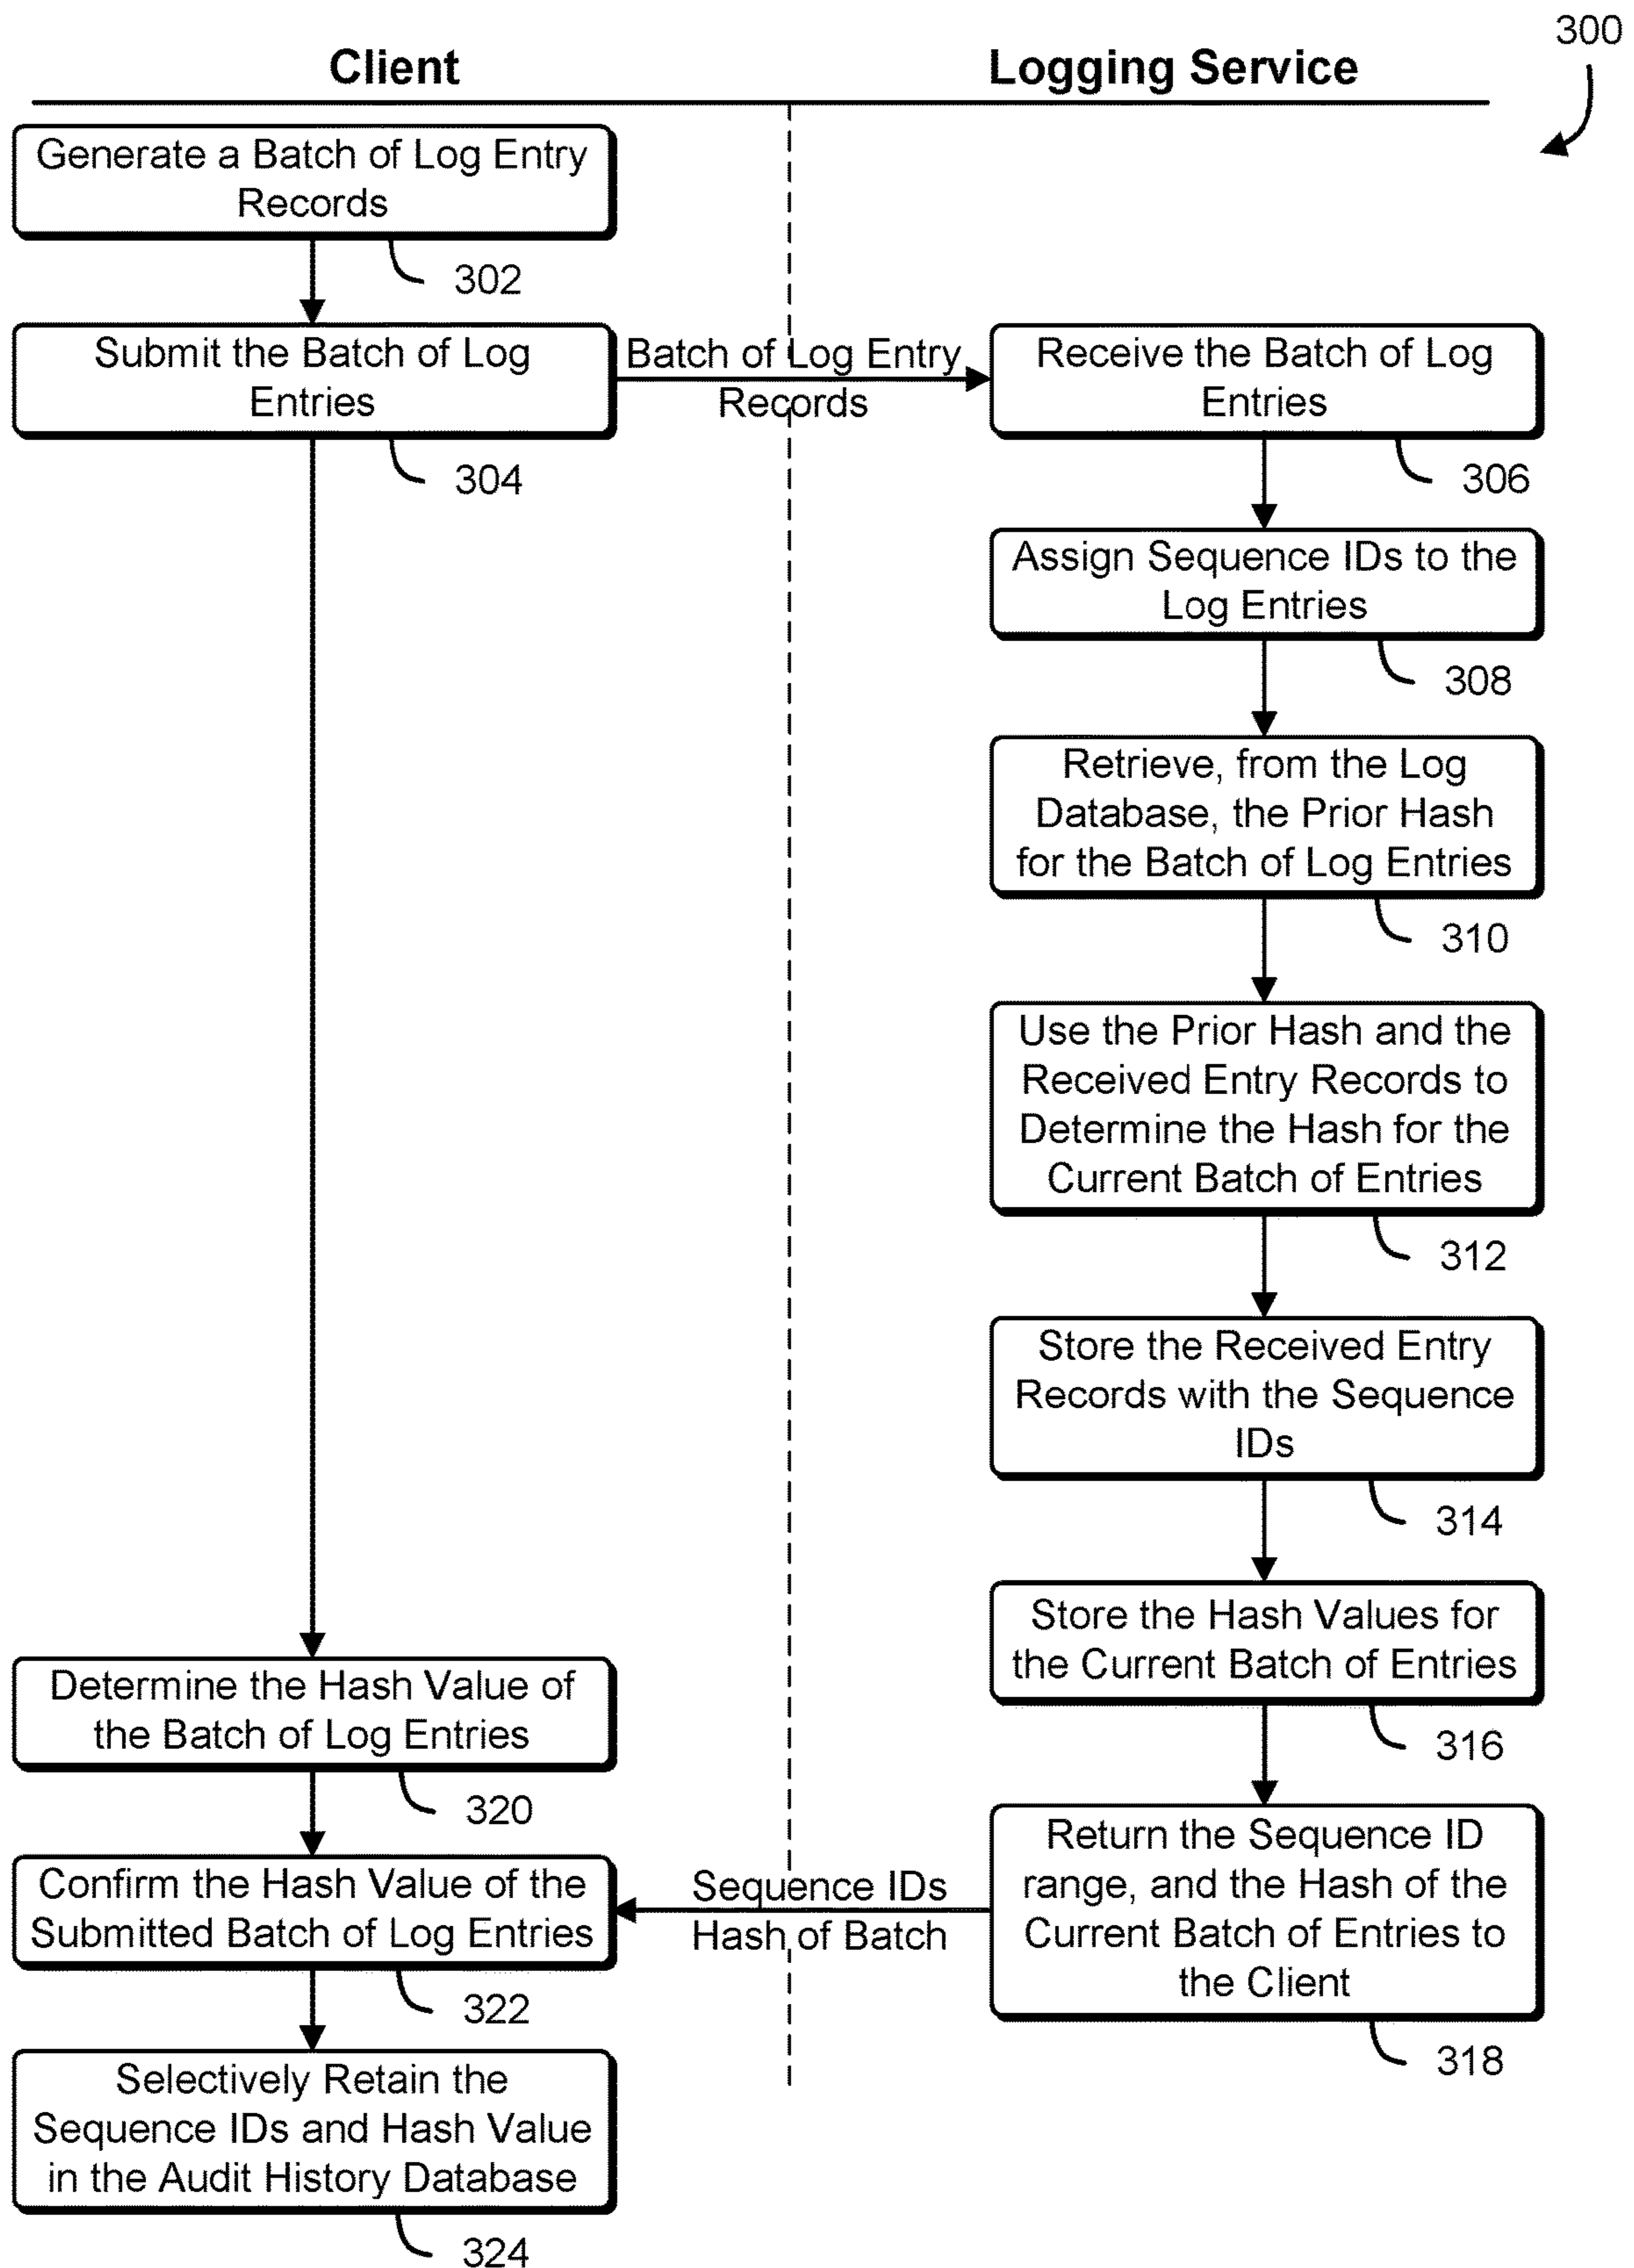 300
Client
Logging Service
Generate a Batch of Log Entry
Records
302
Submit the Batch of Log
Entries
304
Batch of Log Entry
Records
Receive the Batch of Log
Entries
306
Assign Sequence IDs to the
Log Entries
308
Retrieve, from the Log
Database, the Prior Hash
for the Batch of Log Entries
310
Use the Prior Hash and the
Received Entry Records to
Determine the Hash for the
Current Batch of Entries
312
Store the Received Entry
Records with the Sequence
IDs
314
Store the Hash Values for
the Current Batch of Entries
316
Return the Sequence ID
range, and the Hash of the
Current Batch of Entries to
the Client
318
Sequence IDs
Hash of Batch
Determine the Hash Value of
the Batch of Log Entries
320
Confirm the Hash Value of the
Submitted Batch of Log Entries
322
Selectively Retain the
Sequence IDs and Hash Value
in the Audit History Database
324